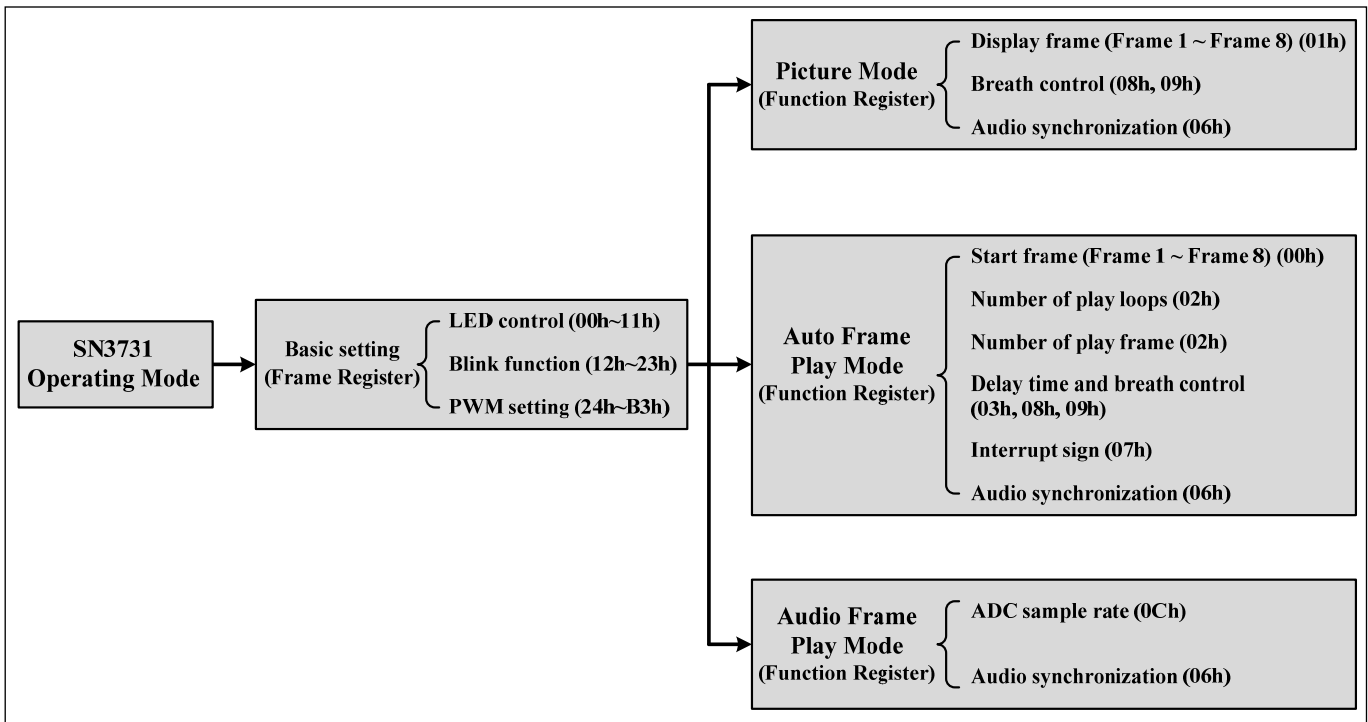 SN3731
Operating Mode
Basic setting
(Frame Register)
LED control (00h~11h)
Blink function (12h~23h)
PWM setting (24h~B3h)
Picture Mode
(Function Register)
Display frame (Frame 1 ~ Frame 8) (01h)
Breath control (08h, 09h)
Audio synchronization (06h)
Auto Frame
Play Mode
(Function Register)
Start frame (Frame 1 ~ Frame 8) (00h)
Number of play loops (02h)
Number of play frame (02h)
Delay time and breath control
(03h, 08h, 09h)
Interrupt sign (07h)
Audio synchronization (06h)
Audio Frame
Play Mode
(Function Register)
ADC sample rate (0Ch)
Audio synchronization (06h)